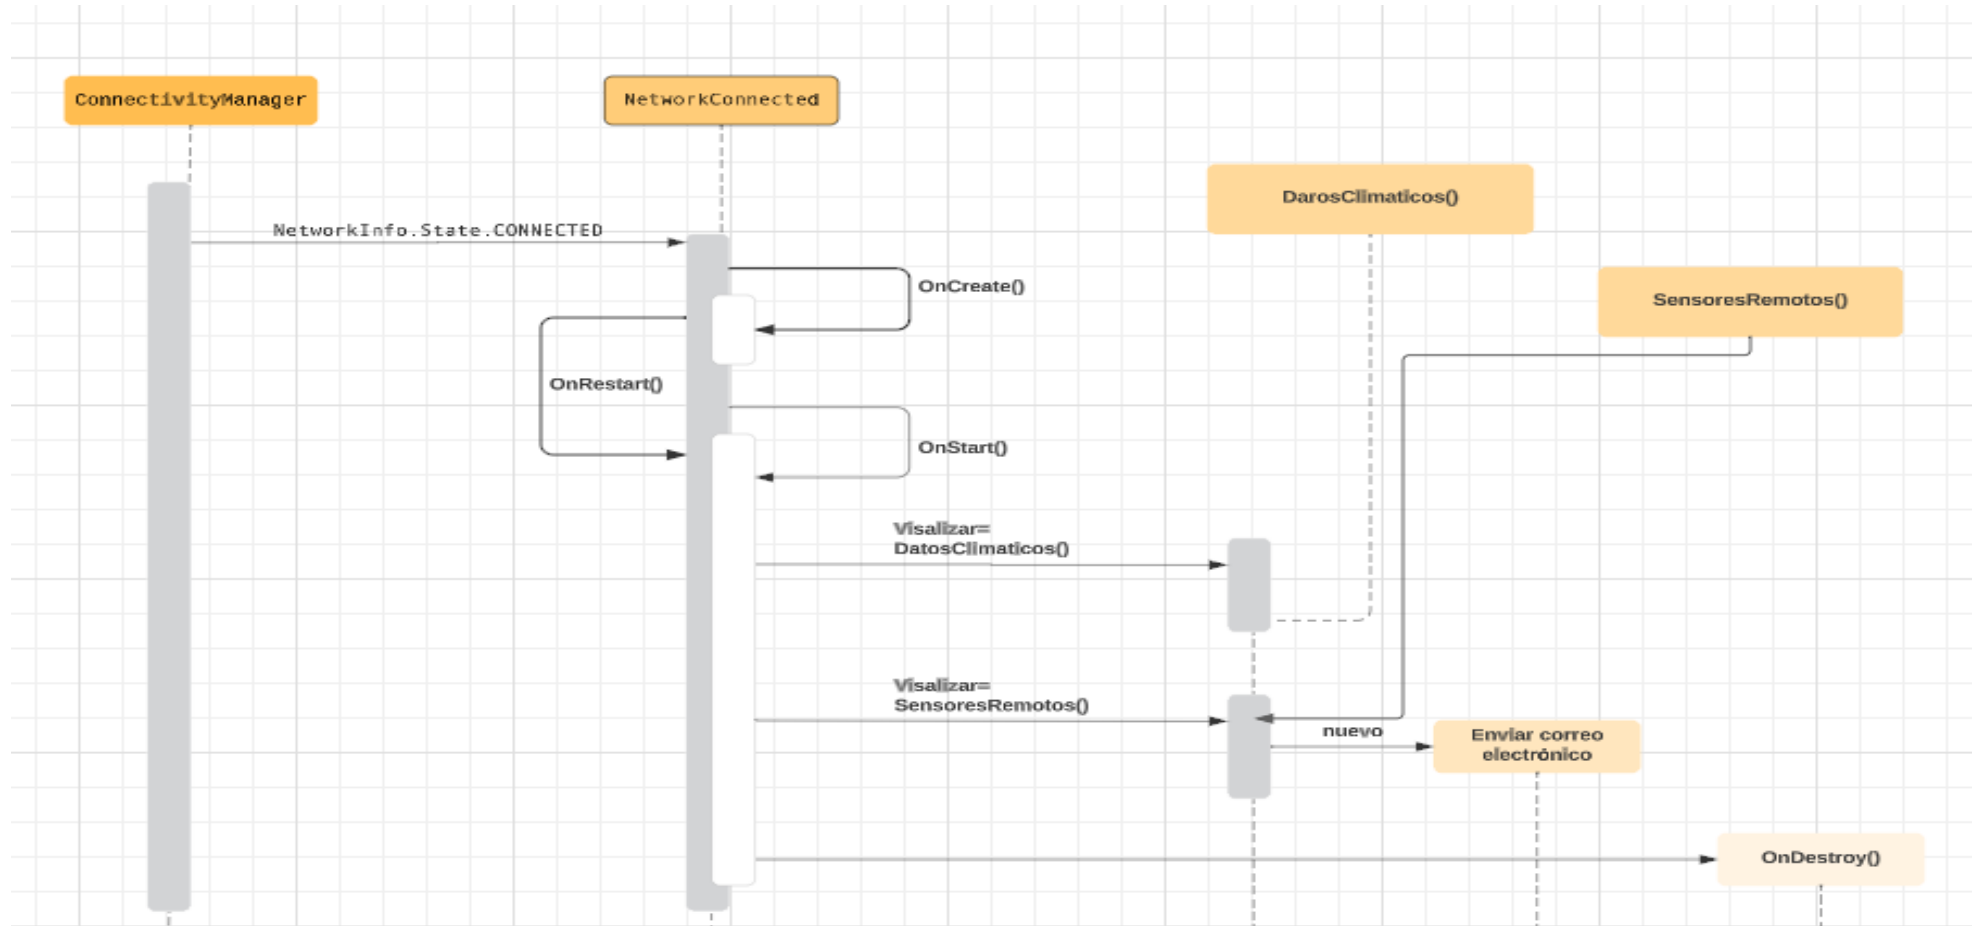 ConnectivityManager
NetworkConnected
DarosClimaticos()
NetworkInfo.State.CONNECTED
OnCreate()
SensoresRemotos()
OnRestart()
OnStart()
Visalizar=
DatosClimaticos()
Visalizar=
SensoresRemotos()
nuevo
Enviar correo
electrónico
OnDestroy()